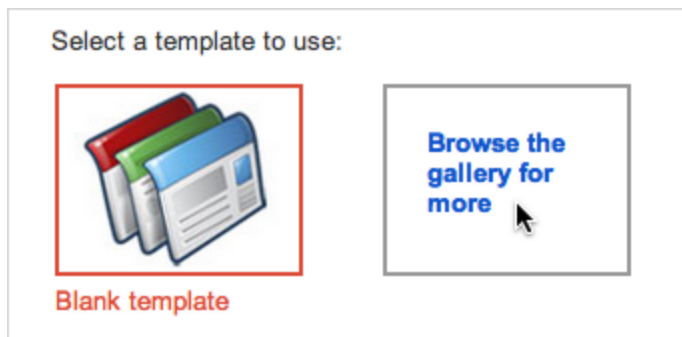 Select a template to use:
Browse the
gallery for
more
Blank template